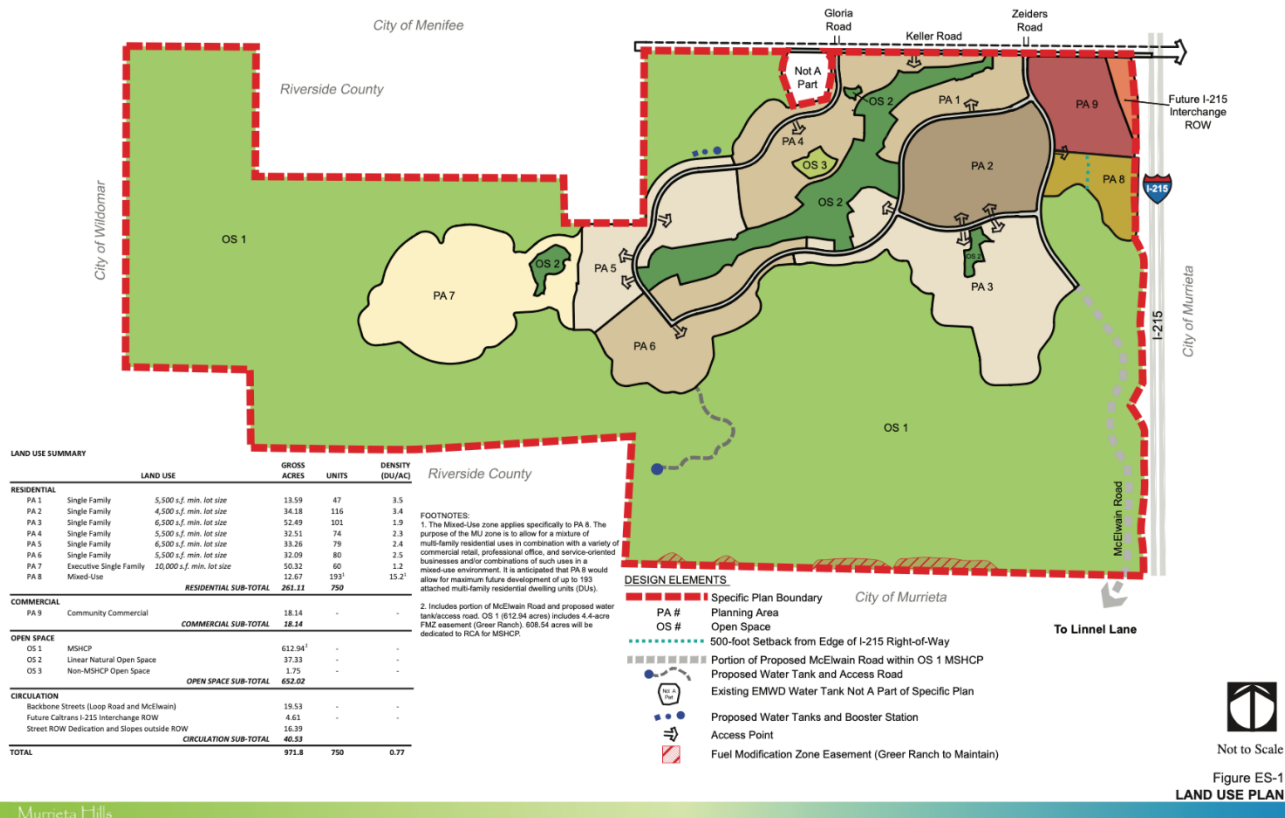 City of Menifee
Gloria
Road
Zeiders
Road
Keller Road
Riverside County
Not A
Part
OS 2
PA 1
PA 9
Future I-215
Interchange
ROW
PA 4
OS 3
PA 2
PA 8
I-215
City of Wildomar
OS 1
OS 2
OS 2
PA 5
OS 2
PA 7
PA 3
PA 6
I-215
City of Murrieta
OS 1
McElwain Road
Riverside County
City of Murrieta
To Linnel Lane
LAND USE SUMMARY
LAND USE GROSS ACRES UNITS DENSITY (DU/AC)
RESIDENTIAL
PA 1 Single Family 5,500 s.f. min. lot size 13.59 47 3.5
PA 2 Single Family 4,500 s.f. min. lot size 34.18 116 3.4
PA 3 Single Family 6,500 s.f. min. lot size 52.49 101 1.9
PA 4 Single Family 5,500 s.f. min. lot size 32.51 74 2.3
PA 5 Single Family 6,500 s.f. min. lot size 33.26 79 2.4
PA 6 Single Family 5,500 s.f. min. lot size 32.09 80 2.5
PA 7 Executive Single Family 10,000 s.f. min. lot size 50.32 60 1.2
PA 8 Mixed-Use 12.67 193¹ 15.2¹
RESIDENTIAL SUB-TOTAL 261.11 750
COMMERCIAL
PA 9 Community Commercial 18.14 - -
COMMERCIAL SUB-TOTAL 18.14
OPEN SPACE
OS 1 MSHCP 612.94² - -
OS 2 Linear Natural Open Space 37.33 - -
OS 3 Non-MSHCP Open Space 1.75 - -
OPEN SPACE SUB-TOTAL 652.02
CIRCULATION
Backbone Streets (Loop Road and McElwain) 19.53 - -
Future Caltrans I-215 Interchange ROW 4.61 - -
Street ROW Dedication and Slopes outside ROW 16.39
CIRCULATION SUB-TOTAL 40.53
TOTAL 971.8 750 0.77
FOOTNOTES:
1. The Mixed-Use zone applies specifically to PA 8. The
purpose of the MU zone is to allow for a mixture of
multi-family residential uses in combination with a variety of
commercial retail, professional office, and service-oriented
businesses and/or combinations of such uses in a
mixed-use environment. It is anticipated that PA 8 would
allow for maximum future development of up to 193
attached multi-family residential dwelling units (DUs).
2. Includes portion of McElwain Road and proposed water
tank/access road. OS 1 (612.94 acres) includes 4.4-acre
FMZ easement (Greer Ranch). 608.54 acres will be
dedicated to RCA for MSHCP.
DESIGN ELEMENTS
Specific Plan Boundary
PA # Planning Area
OS # Open Space
500-foot Setback from Edge of I-215 Right-of-Way
Portion of Proposed McElwain Road within OS 1 MSHCP
Proposed Water Tank and Access Road
Not A
Part
Existing EMWD Water Tank Not A Part of Specific Plan
Proposed Water Tanks and Booster Station
Access Point
Fuel Modification Zone Easement (Greer Ranch to Maintain)
Not to Scale
Figure ES-1
LAND USE PLAN
Murrieta Hills